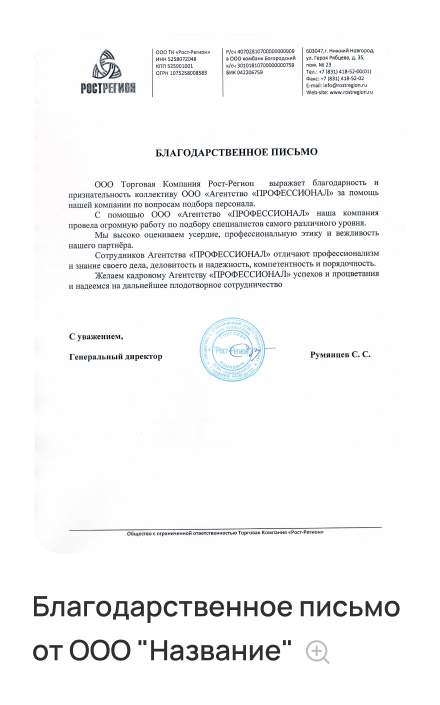 РОСТРЕГИОН
ООО ТК «Рост-Регион»
ИНН 5258072048
КПП 525801001
ОГРН 1075258008583
Р/сч 40702810700000000909
в ООО комбанк Богородский
к/сч 30101810700000000759
БИК 042206759
603047, г. Нижний Новгород,
ул. Героя Рябцева, д. 35,
пом. № 23
Тел.: +7 (831) 418-52-00(01)
Факс: +7 (831) 418-52-02
E-mail: info@rostregion.ru
Web-site: www.rostregion.ru
БЛАГОДАРСТВЕННОЕ ПИСЬМО
ООО Торговая Компания Рост-Регион выражает благодарность и
признательность коллективу ООО «Агентство «ПРОФЕССИОНАЛ» за помощь
нашей компании по вопросам подбора персонала.
С помощью ООО «Агентство «ПРОФЕССИОНАЛ» наша компания
провела огромную работу по подбору специалистов самого различного уровня.
Мы высоко оцениваем усердие, профессиональную этику и вежливость
нашего партнёра.
Сотрудников Агентства «ПРОФЕССИОНАЛ» отличают профессионализм
и знание своего дела, деловитость и надежность, компетентность и порядочность.
Желаем кадровому Агентству «ПРОФЕССИОНАЛ» успехов и процветания
и надеемся на дальнейшее плодотворное сотрудничество
С уважением,
Генеральный директор
Румянцев С. С.
"Рост-Регион"
Общество с ограниченной ответственностью Торговая Компания «Рост-Регион»
Благодарственное письмо
от ООО "Название"